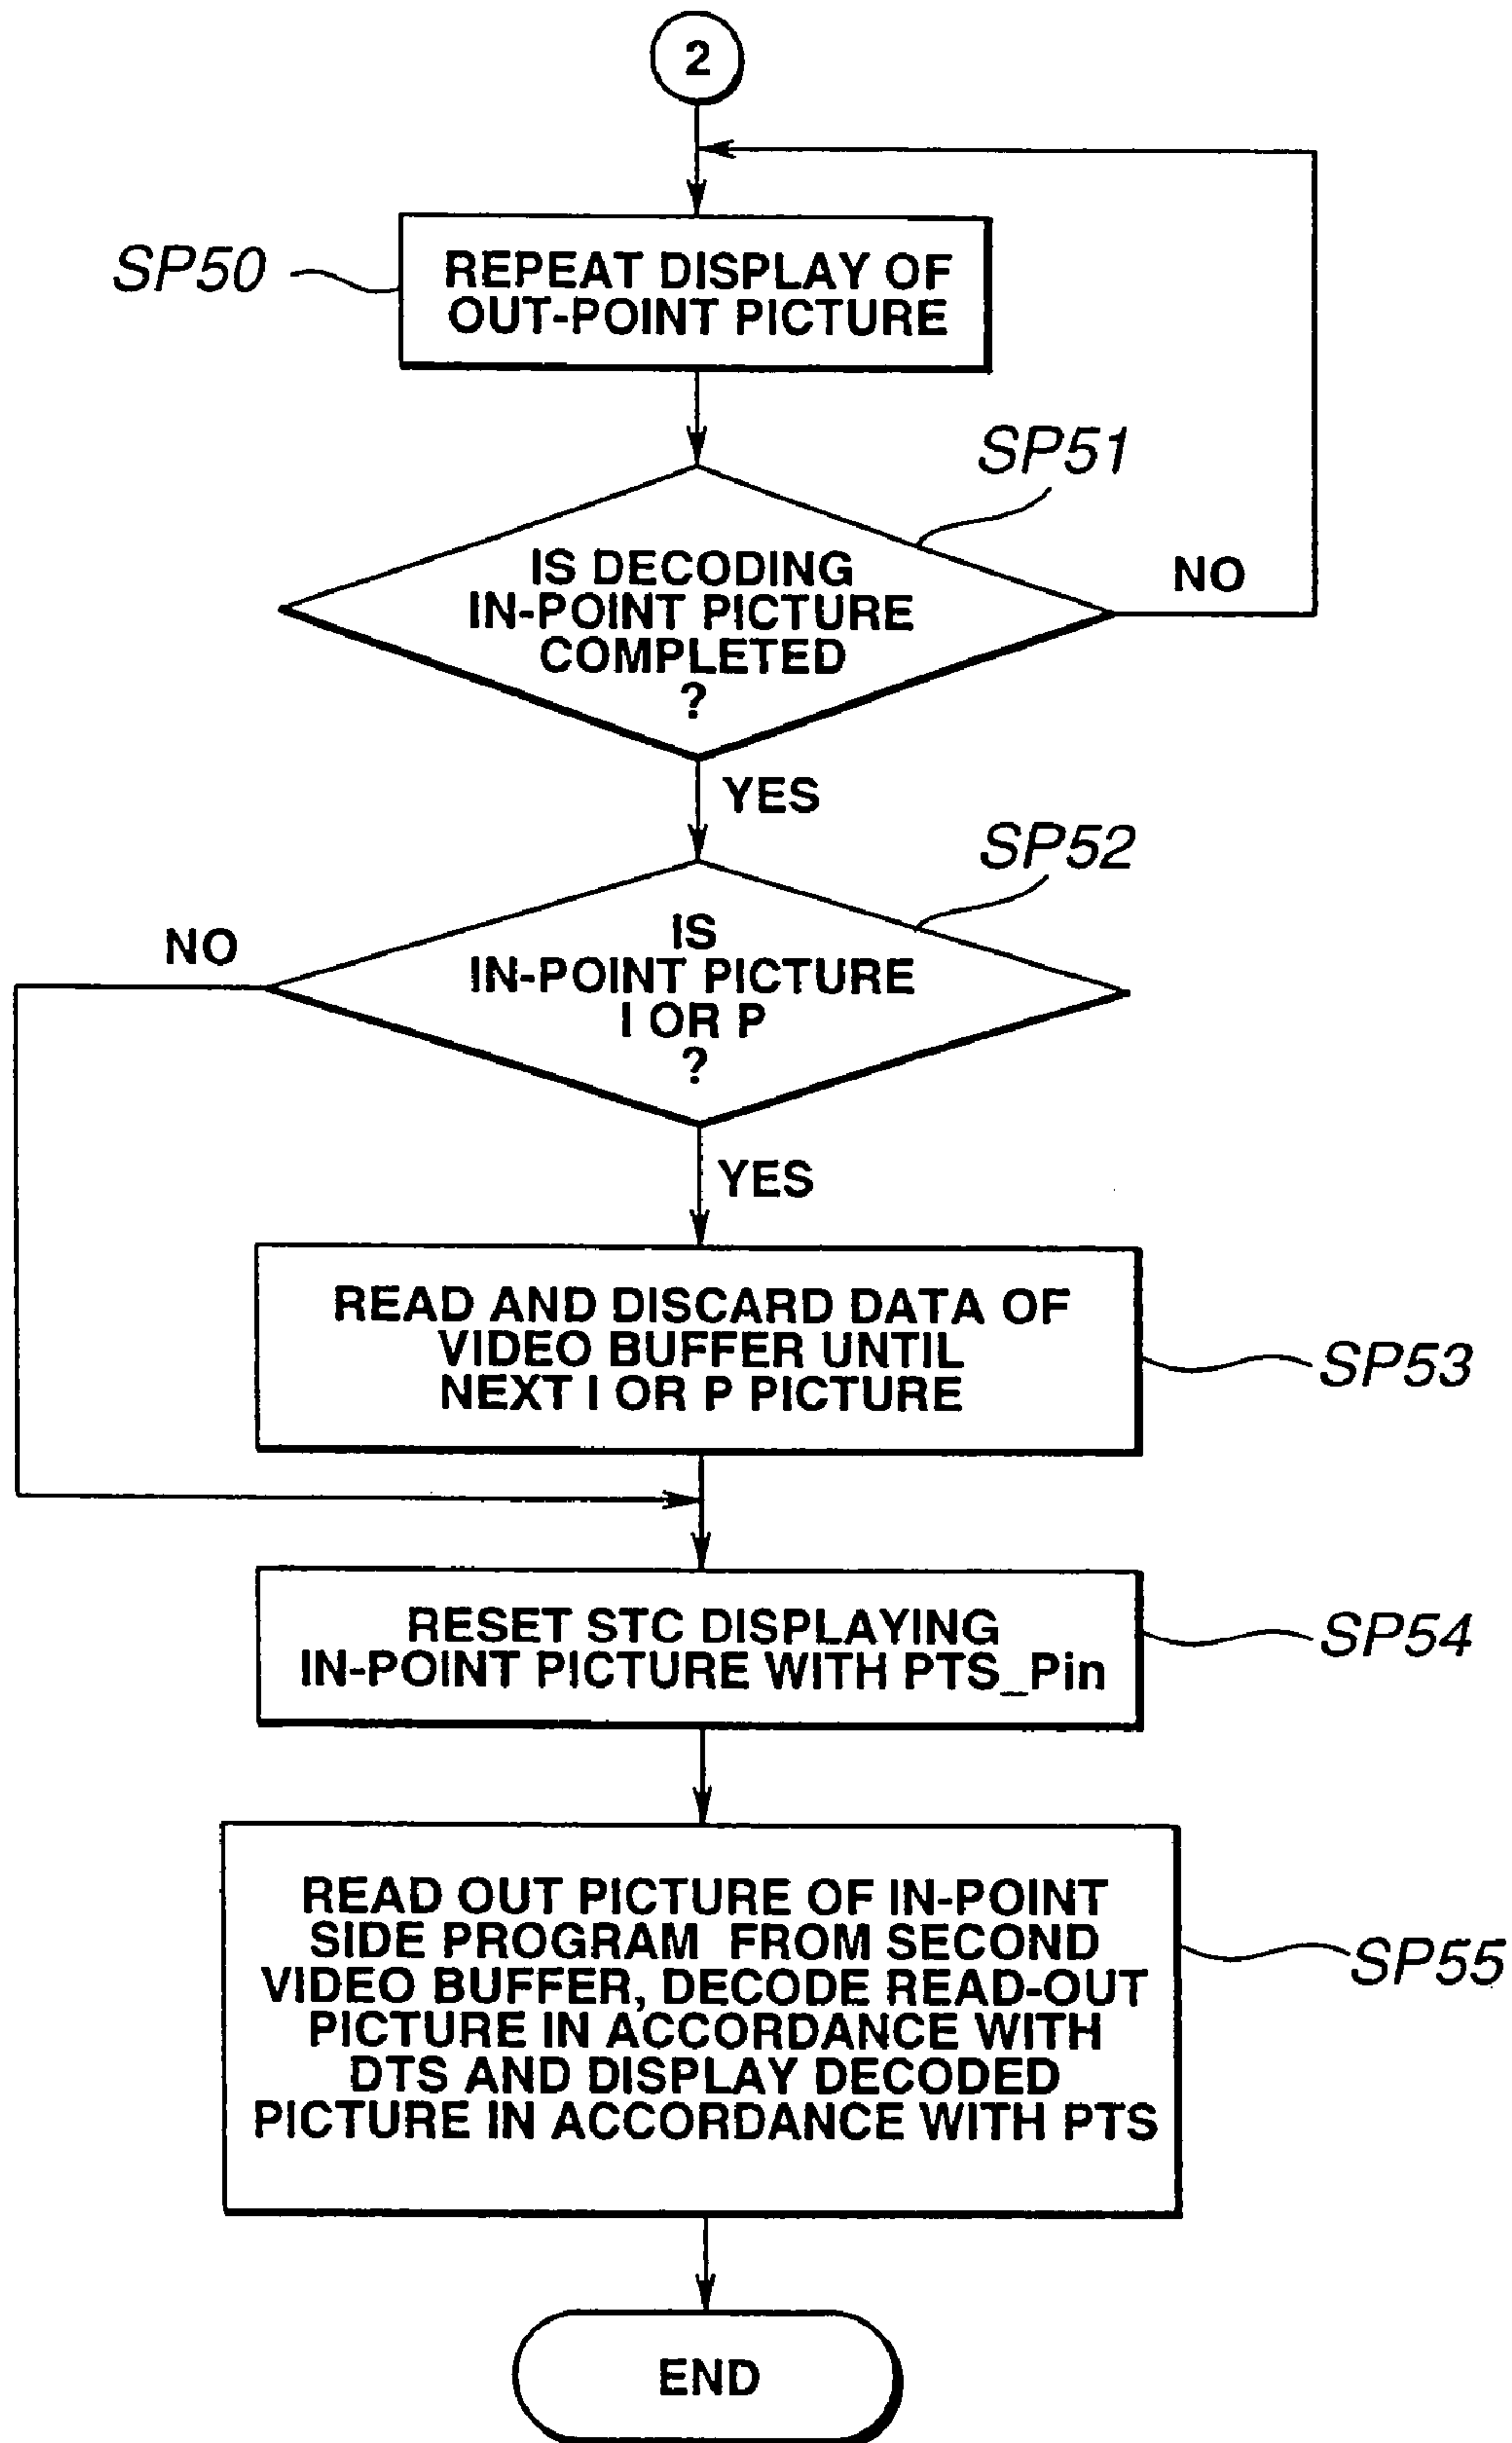 2
SP50
REPEAT DISPLAY OF
OUT-POINT PICTURE
SP51
IS DECODING
IN-POINT PICTURE
COMPLETED
?
NO
YES
SP52
NO
IS
IN-POINT PICTURE
I OR P
?
YES
READ AND DISCARD DATA OF
VIDEO BUFFER UNTIL
NEXT I OR P PICTURE
SP53
RESET STC DISPLAYING
IN-POINT PICTURE WITH PTS_Pin
SP54
READ OUT PICTURE OF IN-POINT
SIDE PROGRAM FROM SECOND
VIDEO BUFFER, DECODE READ-OUT
PICTURE IN ACCORDANCE WITH
DTS AND DISPLAY DECODED
PICTURE IN ACCORDANCE WITH PTS
SP55
END